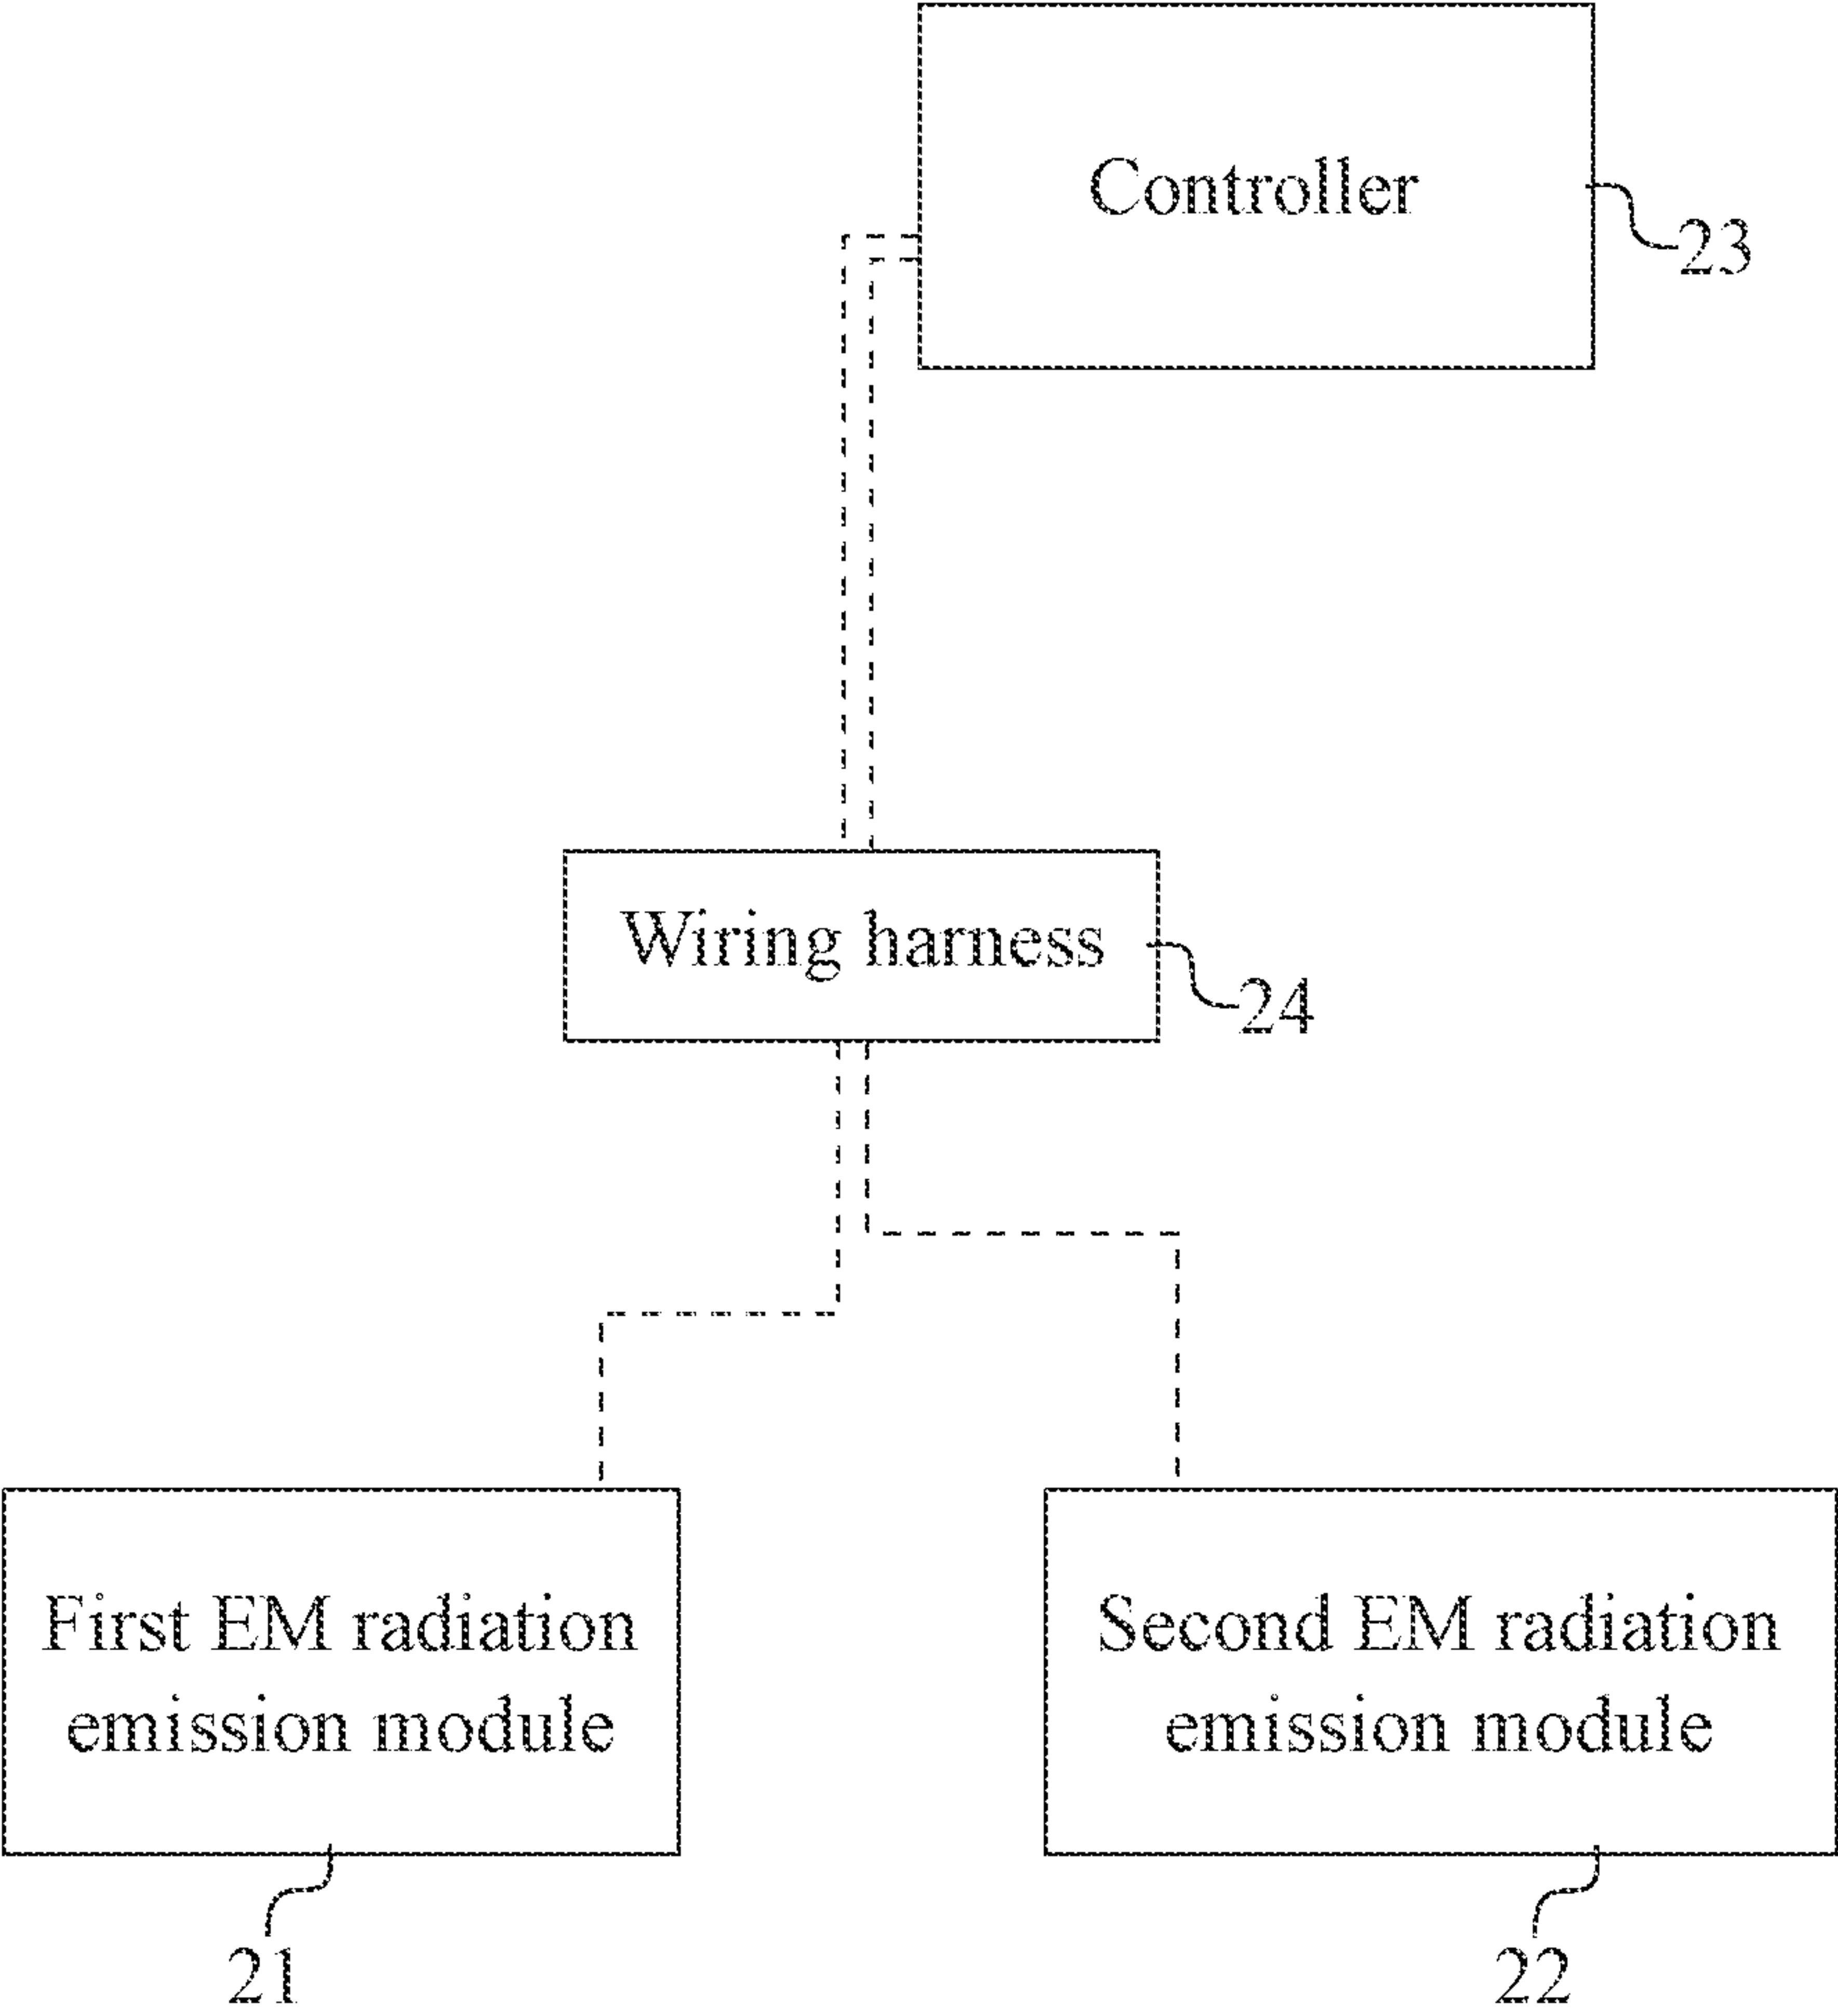 Controller
23
Wiring harness
24
First EM radiation
emission module
21
Second EM radiation
emission module
22